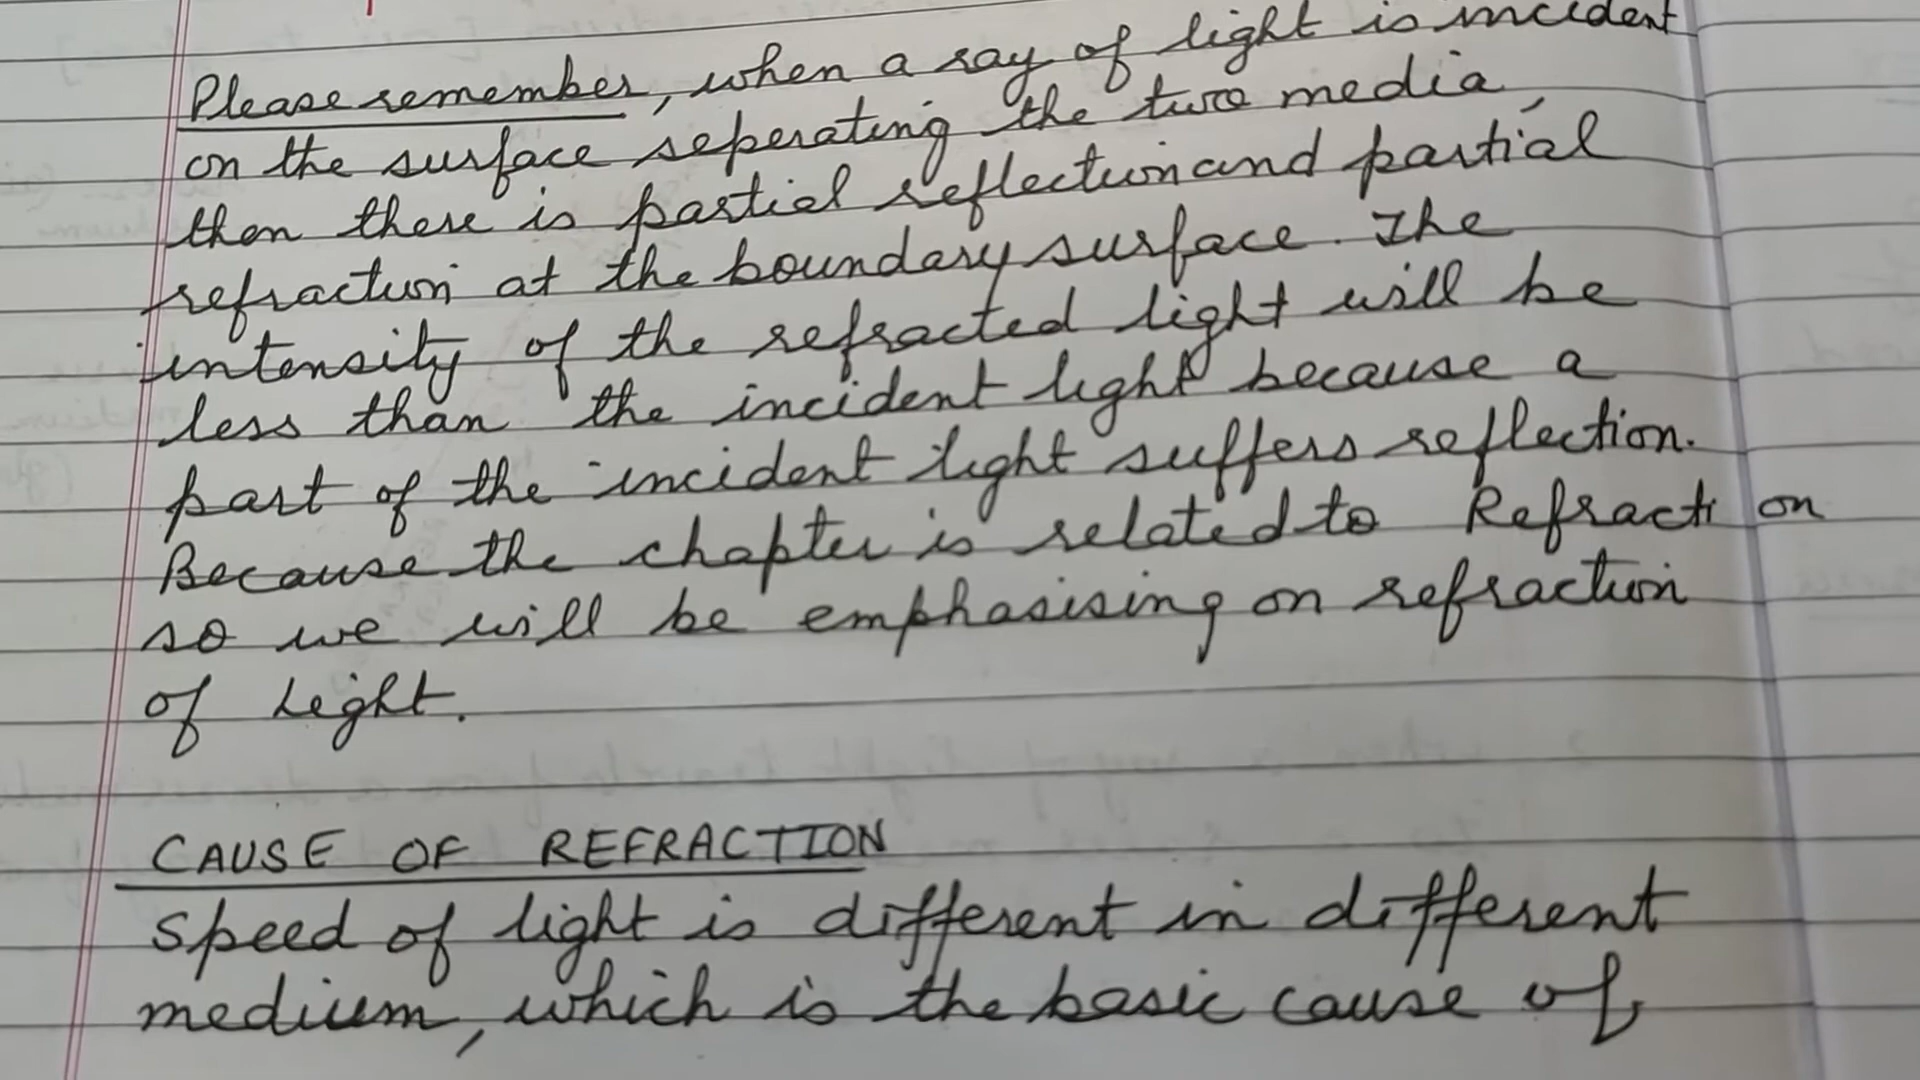 Please remember, when a ray of light is incident
on the surface seperating the two media,
then there is partial reflection and partial
refraction at the boundary surface. The
intensity of the refracted light will be
less than the incident light because a
part of the incident light suffers reflection.
Because the chapter is related to Refraction
so we will be emphasising on refraction
of Light.
CAUSE OF REFRACTION
Speed of light is different in different
medium, which is the basic cause of